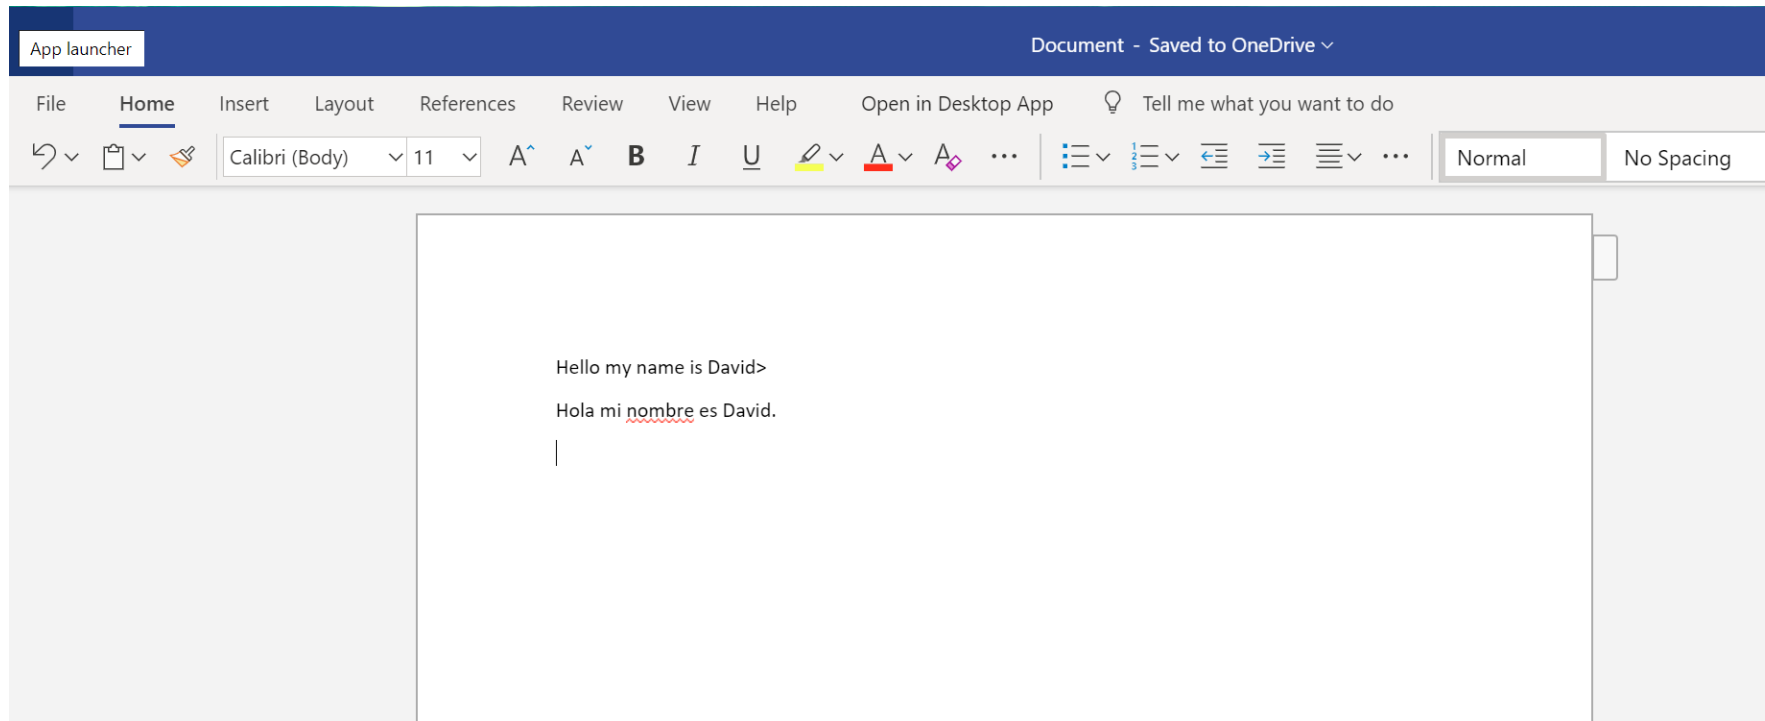 App launcher
Document - Saved to OneDrive
File Home Insert Layout References Review View Help Open in Desktop App Tell me what you want to do
Calibri (Body) 11 A A B I U A A Normal No Spacing
Hello my name is David>
Hola mi nombre es David.